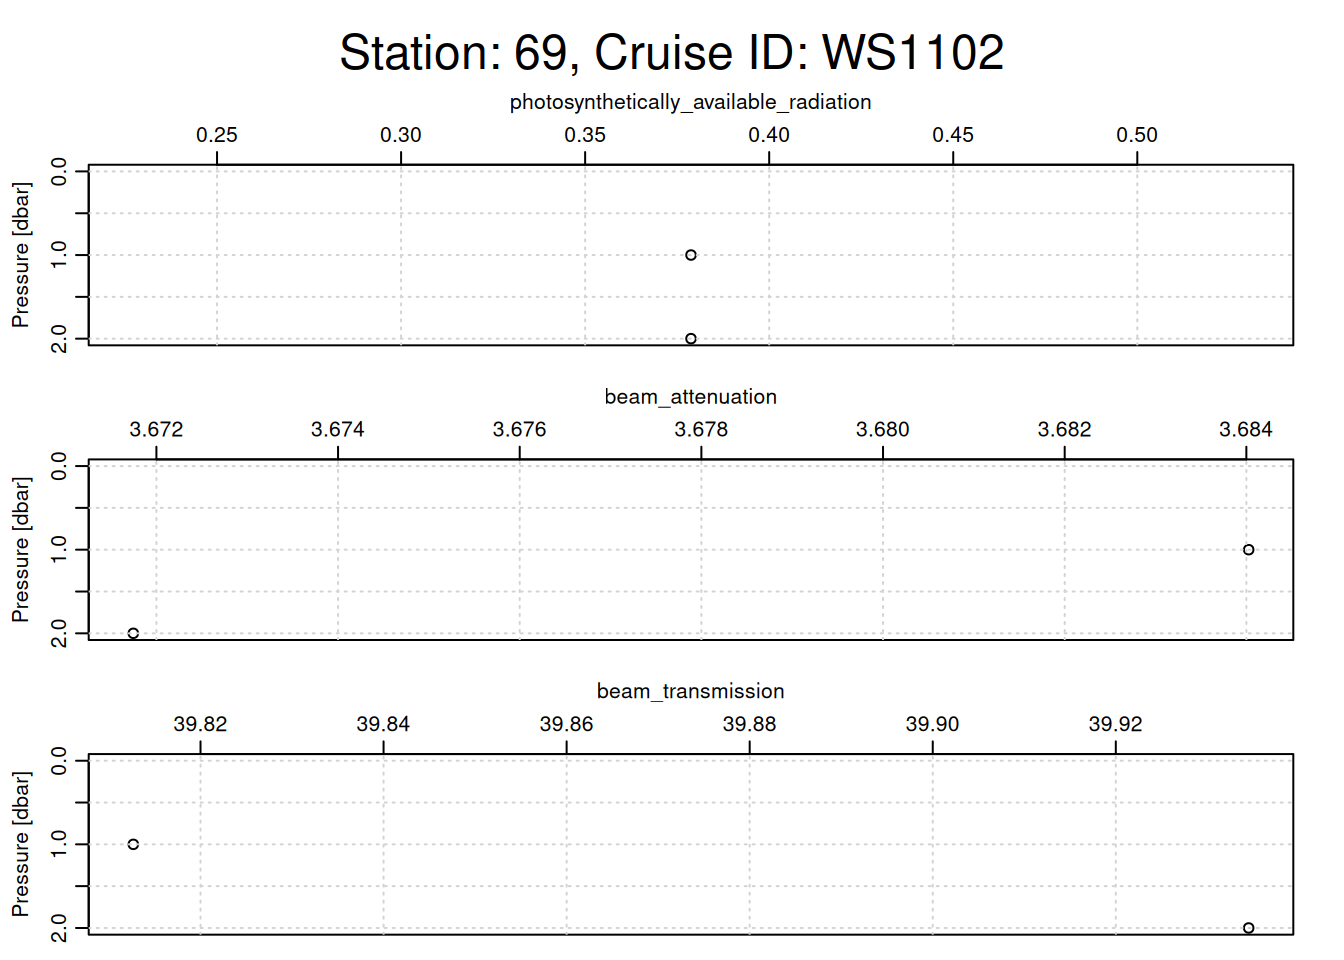 Station: 69, Cruise ID: WS1102
photosynthetically_available_radiation
0.25 0.30 0.35 0.40 0.45 0.50
Pressure [dbar]
0.0
1.0
2.0
beam_attenuation
3.672 3.674 3.676 3.678 3.680 3.682 3.684
Pressure [dbar]
0.0
1.0
2.0
beam_transmission
39.82 39.84 39.86 39.88 39.90 39.92
Pressure [dbar]
0.0
1.0
2.0